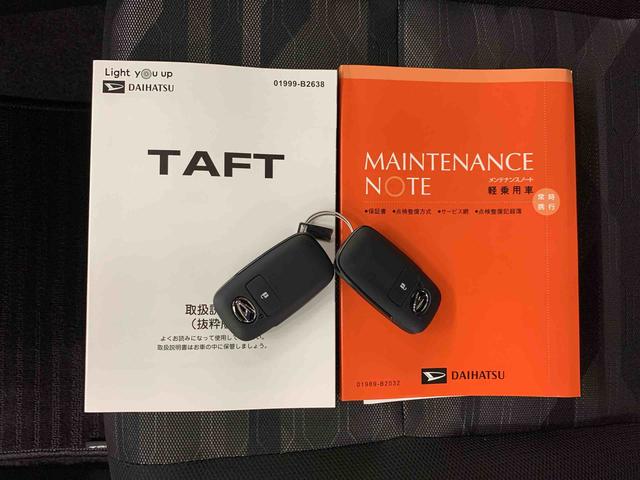 Light you up
DAIHATSU
01999-B2638
TAFT
取扱説
（抜粋
よくお読みになって使用して
取扱説明書はお車の中に保管しましょう。
MAINTENANCE
NOTE
メンテナンスノート
軽乗用車
常時
携行
●保証書 ●点検整備方式 ●サービス網 ●点検整備記録簿
DAIHATSU
01989-B2032